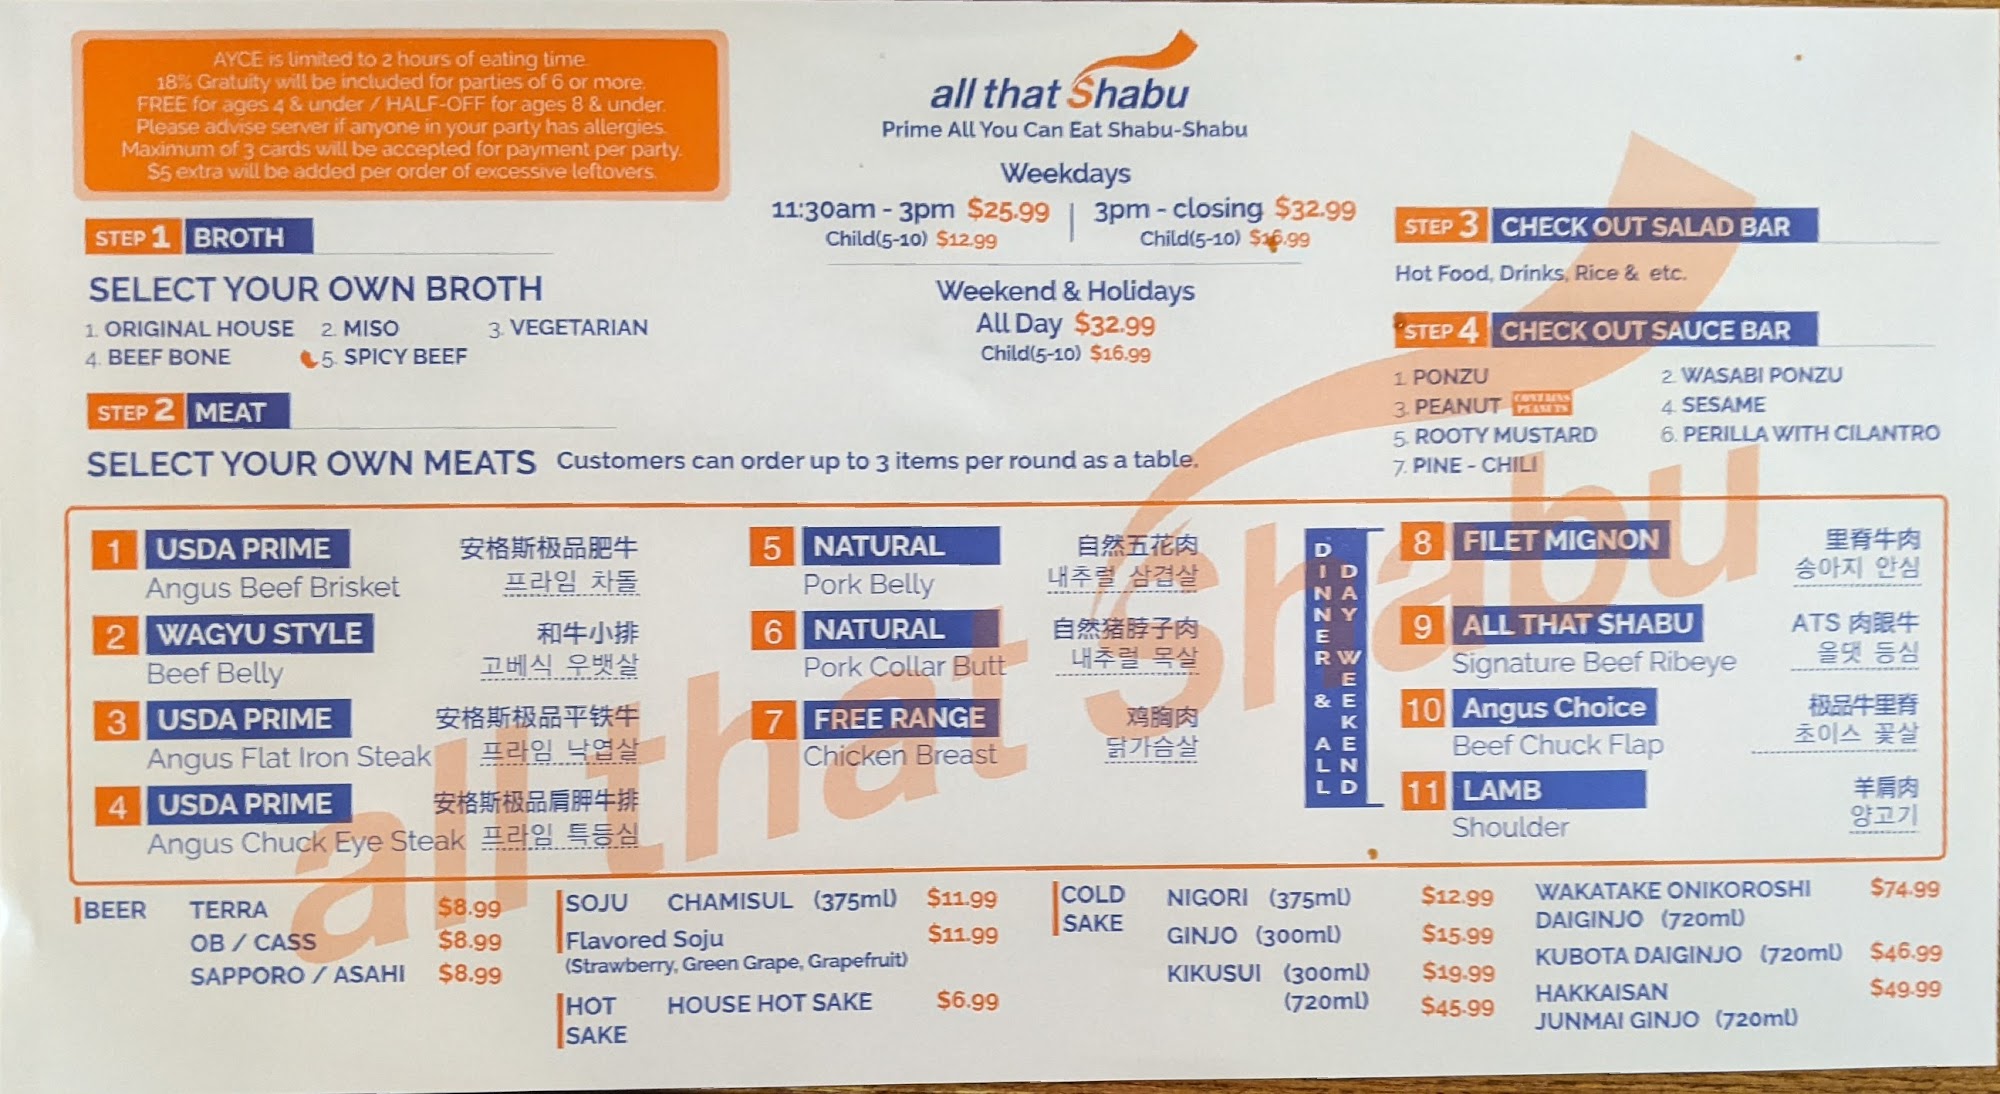 AYCE is limited to 2 hours of eating time.
18% Gratuity will be included for parties of 6 or more.
FREE for ages 4 & under / HALF-OFF for ages 8 & under.
Please advise server if anyone in your party has allergies.
Maximum of 3 cards will be accepted for payment per party.
$5 extra will be added per order of excessive leftovers.
all that Shabu
Prime All You Can Eat Shabu-Shabu
Weekdays
11:30am - 3pm $25.99 | 3pm - closing $32.99
Child(5-10) $12.99 Child(5-10) $16.99
Weekend & Holidays
All Day $32.99
Child(5-10) $16.99
STEP 1 BROTH
SELECT YOUR OWN BROTH
1. ORIGINAL HOUSE 2. MISO 3. VEGETARIAN
4. BEEF BONE 5. SPICY BEEF
STEP 2 MEAT
SELECT YOUR OWN MEATS Customers can order up to 3 items per round as a table.
STEP 3 CHECK OUT SALAD BAR
Hot Food, Drinks, Rice & etc.
STEP 4 CHECK OUT SAUCE BAR
1. PONZU 2. WASABI PONZU
3. PEANUT CONTAINS PEANUTS 4. SESAME
5. ROOTY MUSTARD 6. PERILLA WITH CILANTRO
7. PINE - CHILI
1 USDA PRIME 安格斯极品肥牛
Angus Beef Brisket 프라임 차돌
2 WAGYU STYLE 和牛小排
Beef Belly 고베식 우뱃살
3 USDA PRIME 安格斯极品平铁牛
Angus Flat Iron Steak 프라임 낙엽살
4 USDA PRIME 安格斯极品肩胛牛排
Angus Chuck Eye Steak 프라임 특등심
5 NATURAL 自然五花肉
Pork Belly 내추럴 삼겹살
6 NATURAL 自然猪脖子肉
Pork Collar Butt 내추럴 목살
7 FREE RANGE 鸡胸肉
Chicken Breast 닭가슴살
DINNER & ALL
DAY WEEKEND
8 FILET MIGNON 里脊牛肉
송아지 안심
9 ALL THAT SHABU ATS 肉眼牛
Signature Beef Ribeye 올댓 등심
10 Angus Choice 极品牛里脊
Beef Chuck Flap 초이스 꽃살
11 LAMB 羊肩肉
Shoulder 양고기
all that Shabu
BEER TERRA $8.99
OB / CASS $8.99
SAPPORO / ASAHI $8.99
SOJU CHAMISUL (375ml) $11.99
Flavored Soju $11.99
(Strawberry, Green Grape, Grapefruit)
HOT SAKE HOUSE HOT SAKE $6.99
COLD SAKE NIGORI (375ml) $12.99
GINJO (300ml) $15.99
KIKUSUI (300ml) $19.99
(720ml) $45.99
WAKATAKE ONIKOROSHI $74.99
DAIGINJO (720ml)
KUBOTA DAIGINJO (720ml) $46.99
HAKKAISAN $49.99
JUNMAI GINJO (720ml)